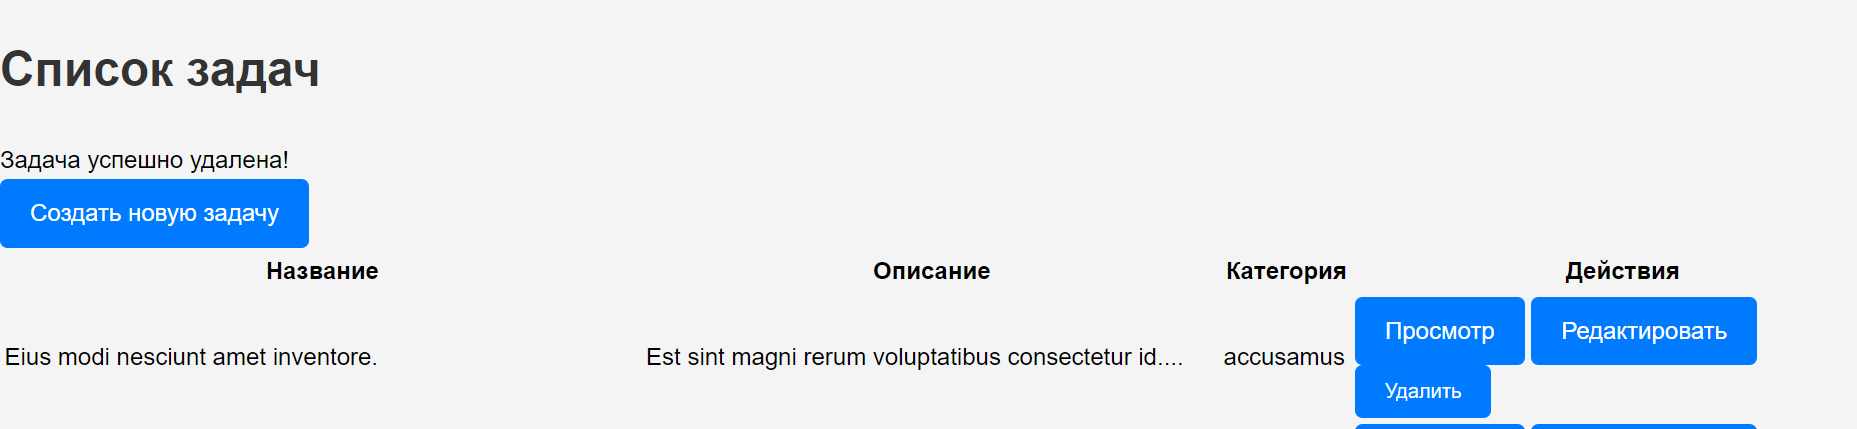 Список задач
Задача успешно удалена!
Создать новую задачу
Название Описание Категория Действия
Просмотр Редактировать
Eius modi nesciunt amet inventore. Est sint magni rerum voluptatibus consectetur id.... accusamus
Удалить